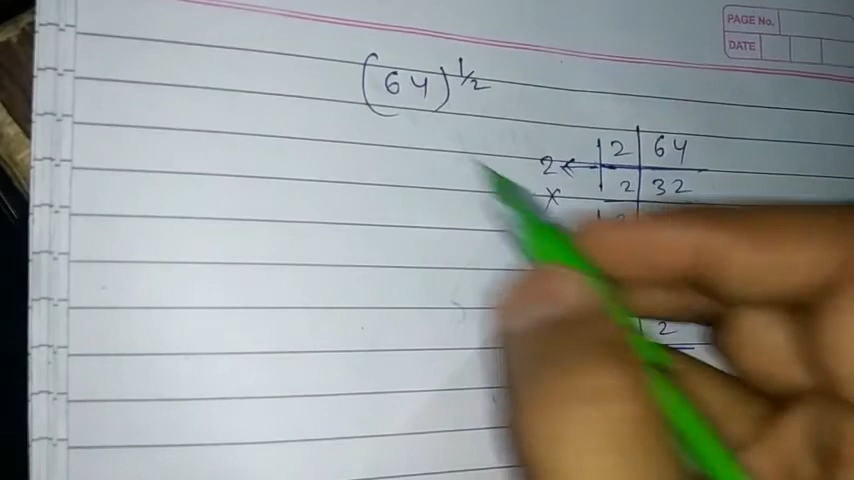 PAGE No.
DATE
(64)^1/2
2 | 64
2 ← 2 | 32
×
2